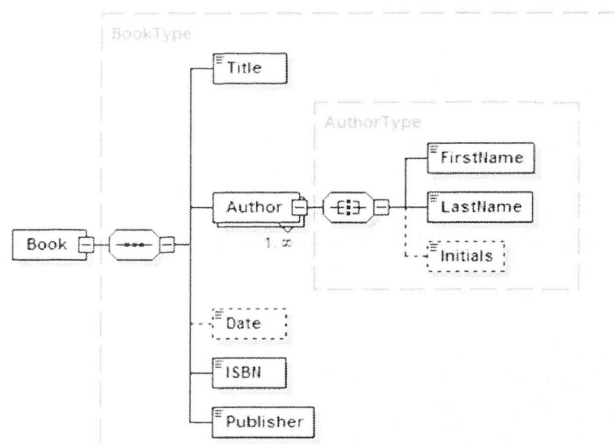 BookType
Title
AuthorType
FirstName
Author
LastName
1..∞
Book
Initials
Date
ISBN
Publisher